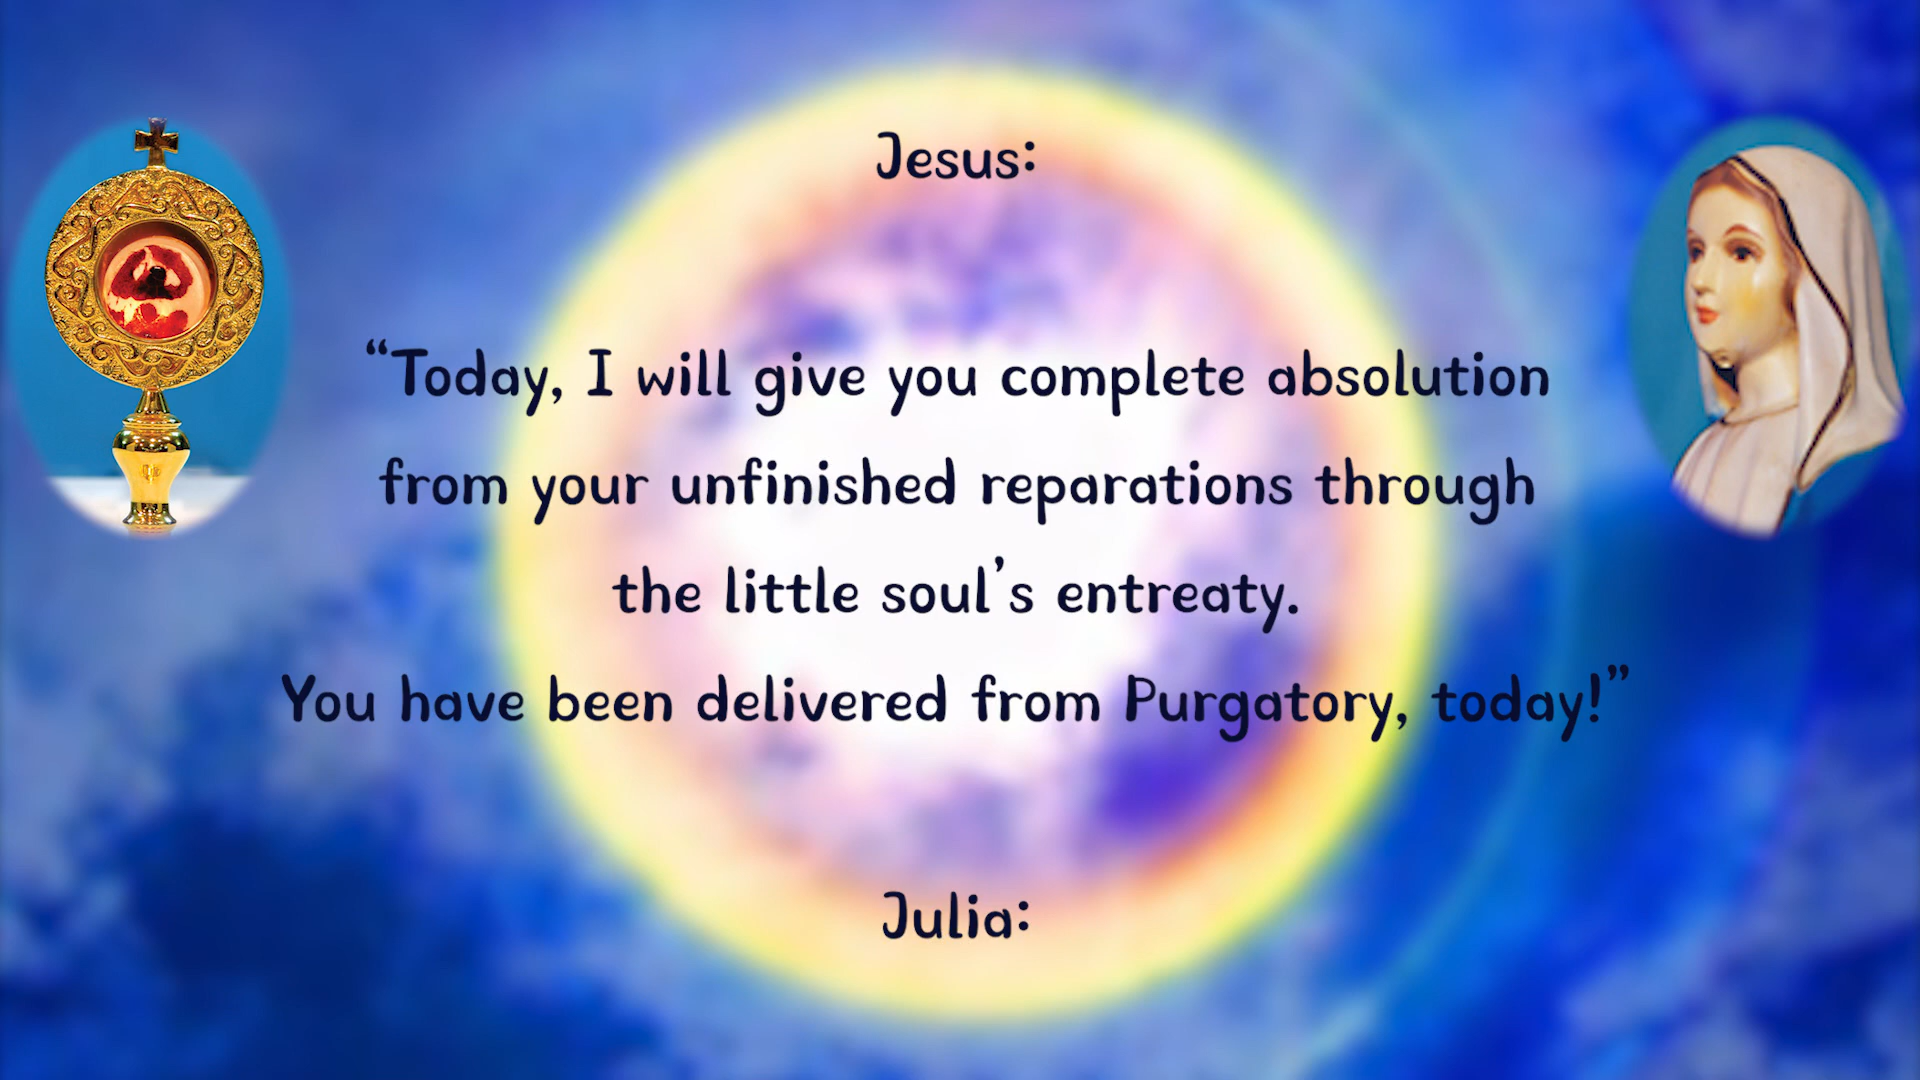 Jesus:
“Today, I will give you complete absolution
from your unfinished reparations through
the little soul’s entreaty.
You have been delivered from Purgatory, today!”
Julia: